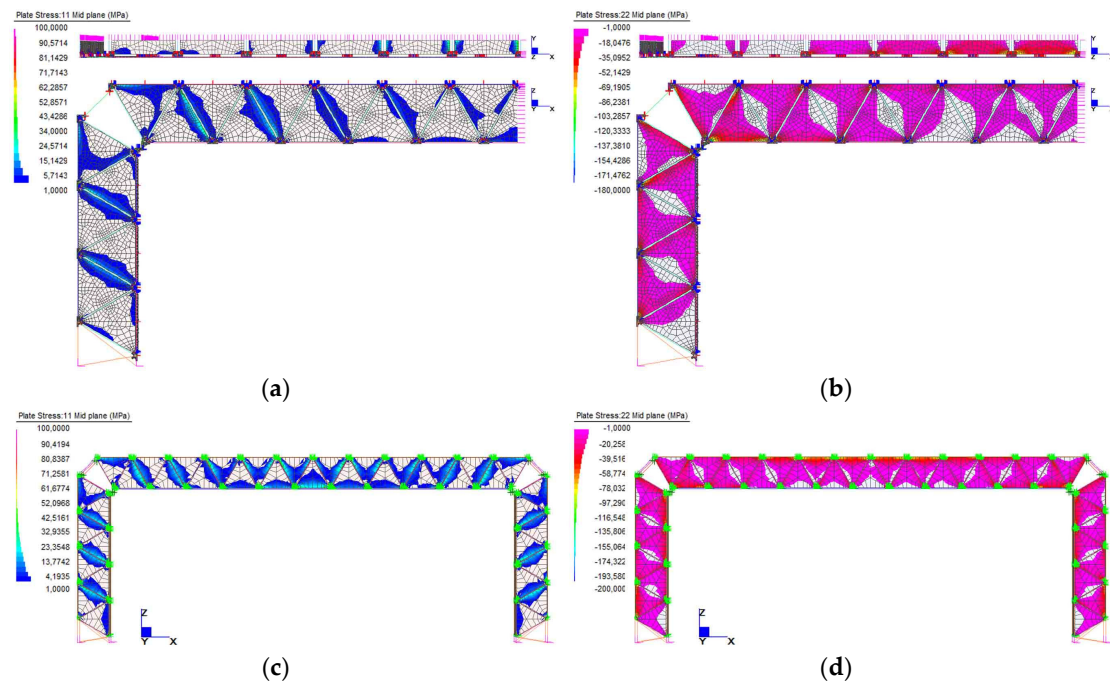 Plate Stress:11 Mid plane (MPa)
100,0000
90,5714
81,1429
71,7143
62,2857
52,8571
43,4286
34,0000
24,5714
15,1429
5,7143
1,0000
Y
Z X
Z
Y X
(a)
Plate Stress:22 Mid plane (MPa)
-1,0000
-18,0476
-35,0952
-52,1429
-69,1905
-86,2381
-103,2857
-120,3333
-137,3810
-154,4286
-171,4762
-180,0000
Y
Z X
Z
Y X
(b)
Plate Stress:11 Mid plane (MPa)
100,0000
90,4194
80,8387
71,2581
61,6774
52,0968
42,5161
32,9355
23,3548
13,7742
4,1935
1,0000
Z
Y X
(c)
Plate Stress:22 Mid plane (MPa)
-1,0000
-20,258
-39,516
-58,774
-78,032
-97,290
-116,548
-135,806
-155,064
-174,322
-193,580
-200,000
Z
Y X
(d)